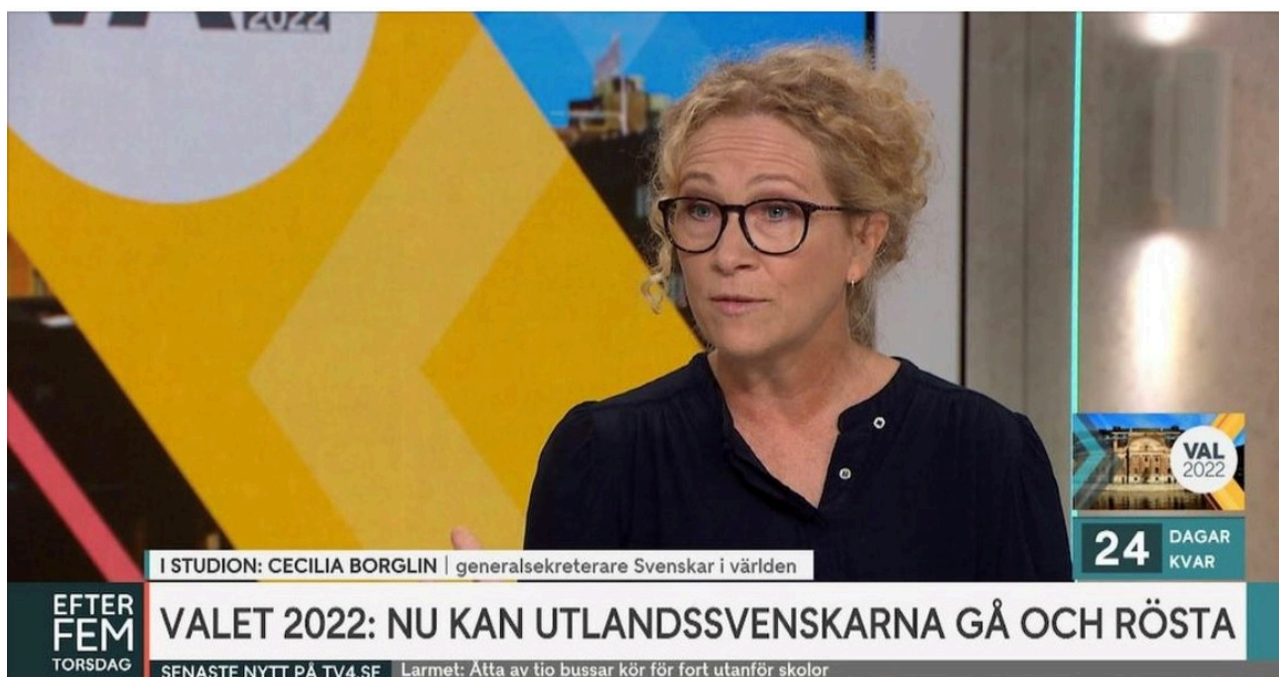 VAL
2022
VAL
2022
24
DAGAR
KVAR
I STUDION: CECILIA BORGLIN | generalsekreterare Svenskar i världen
EFTER
FEM
TORSDAG
VALET 2022: NU KAN UTLANDSSVENSKARNA GÅ OCH RÖSTA
SENASTE NYTT PÅ TV4.SE Larmet: Åtta av tio bussar kör för fort utanför skolor